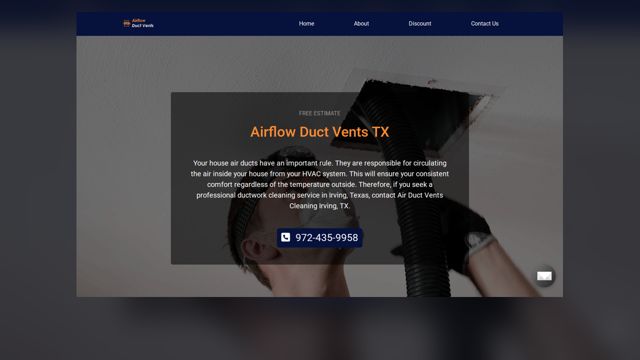 Airflow
Duct Vents
Home About Discount Contact Us
FREE ESTIMATE
Airflow Duct Vents TX
Your house air ducts have an important rule. They are responsible for circulating
the air inside your house from your HVAC system. This will ensure your consistent
comfort regardless of the temperature outside. Therefore, if you seek a
professional ductwork cleaning service in Irving, Texas, contact Air Duct Vents
Cleaning Irving, TX.
972-435-9958